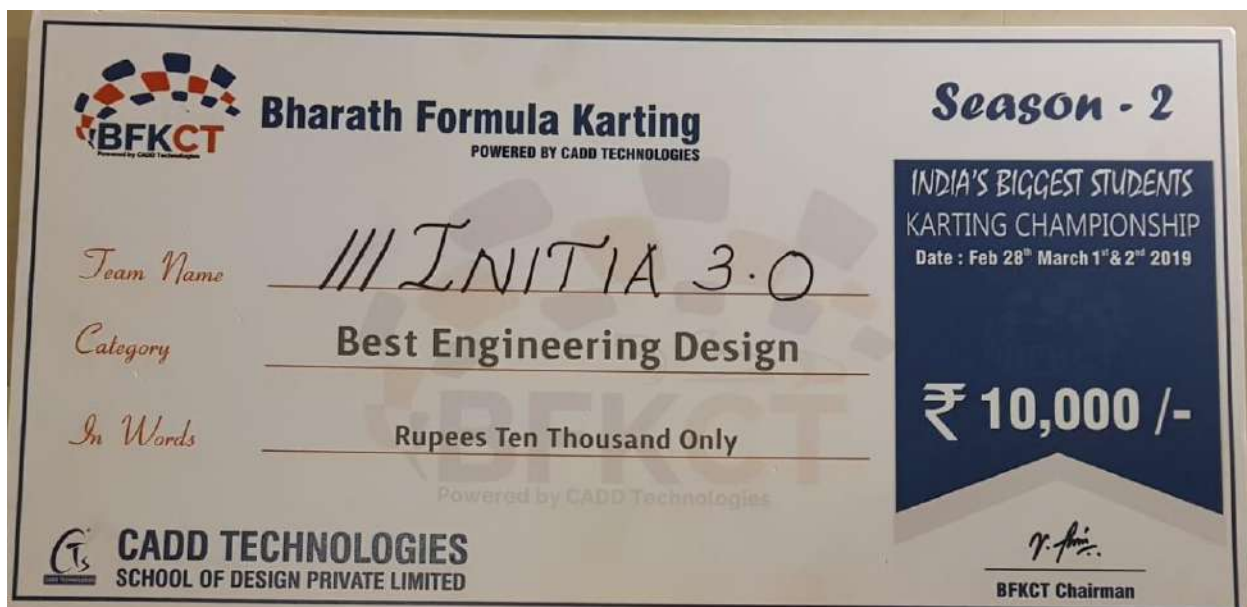 BFKCT
Powered by CADD Technologies
Bharath Formula Karting
POWERED BY CADD TECHNOLOGIES
Season - 2
INDIA'S BIGGEST STUDENTS
KARTING CHAMPIONSHIP
Date : Feb 28th March 1st & 2nd 2019
Team Name /// INITIA 3.0
Category Best Engineering Design
In Words Rupees Ten Thousand Only
₹ 10,000 /-
BFKCT
Powered by CADD Technologies
CTs
CADD TECHNOLOGIES
CADD TECHNOLOGIES
SCHOOL OF DESIGN PRIVATE LIMITED
BFKCT Chairman